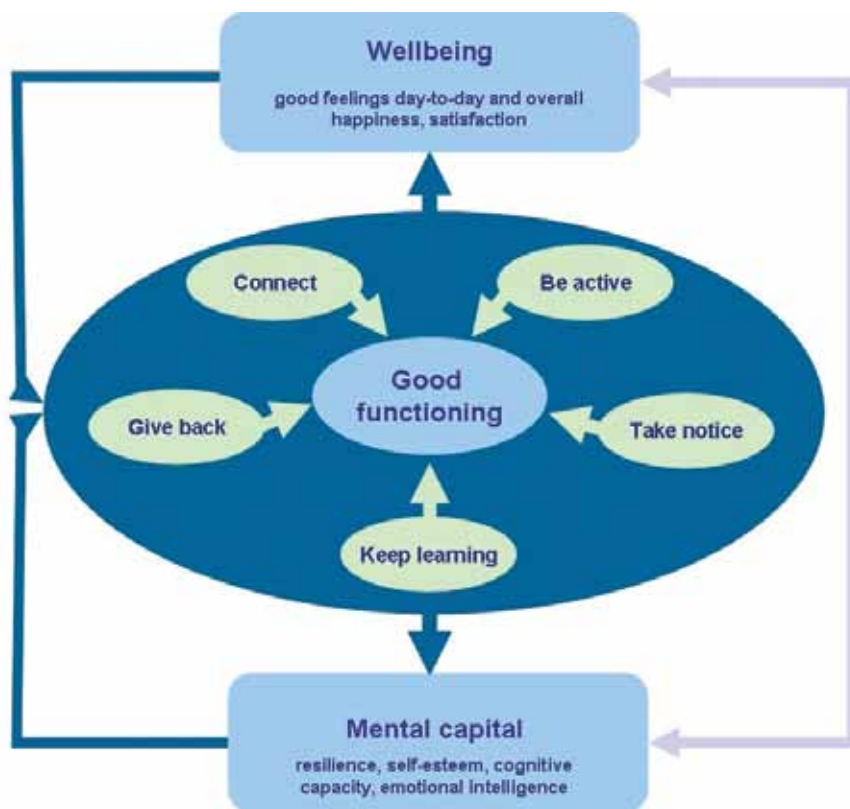 Wellbeing
good feelings day-to-day and overall
happiness, satisfaction
Connect
Be active
Good
functioning
Give back
Take notice
Keep learning
Mental capital
resilience, self-esteem, cognitive
capacity, emotional intelligence